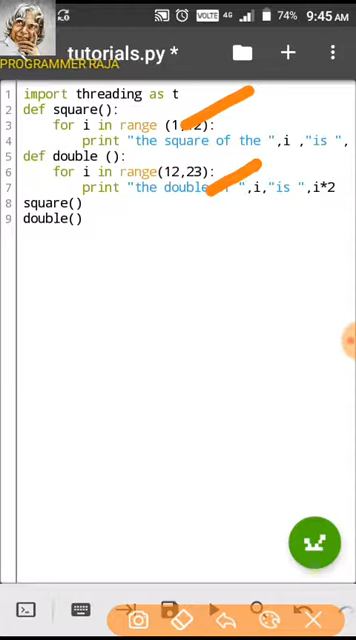 VOLTE 4G 74% 9:45 AM
tutorials.py *
PROGRAMMER RAJA
1 import threading as t
2 def square():
3 for i in range (1, 2):
4 print "the square of the ",i ,"is ",
5 def double ():
6 for i in range(12,23):
7 print "the double ",i,"is ",i*2
8 square()
9 double()